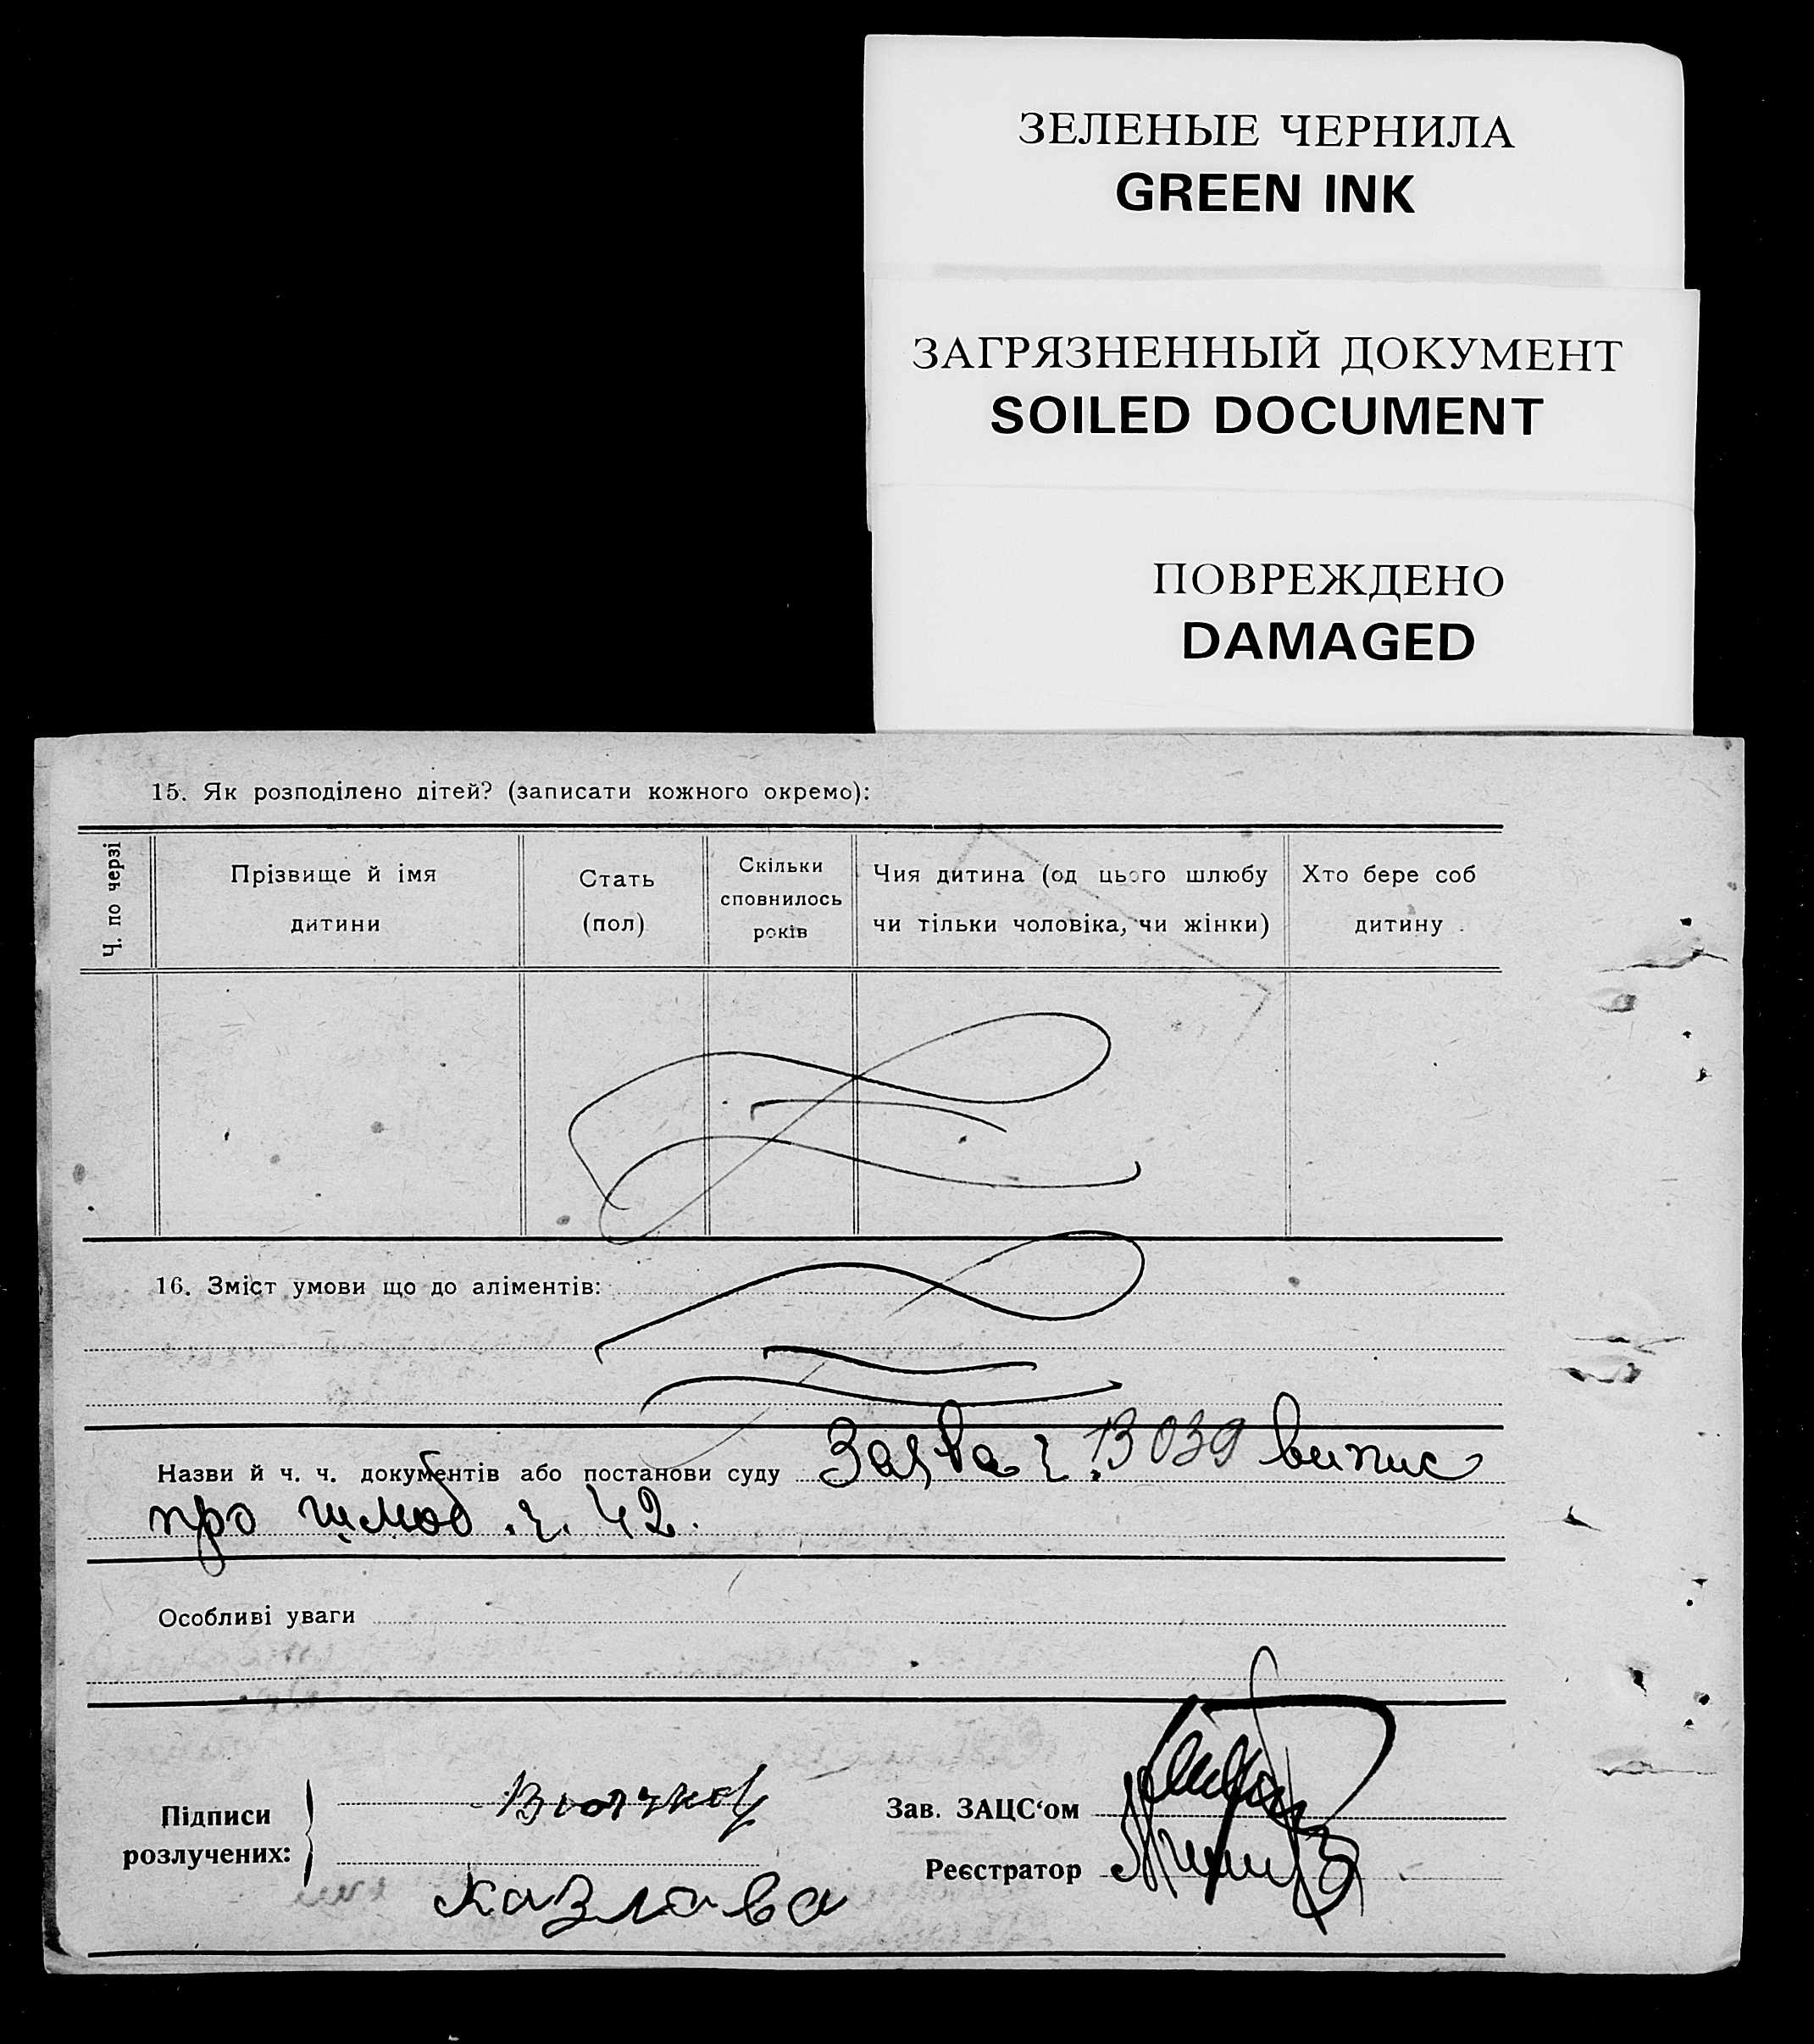 ЗЕЛЕНЫЕ ЧЕРНИЛА
GREEN INK
ЗАГРЯЗНЕННЫЙ ДОКУМЕНТ
SOILED DOCUMENT
ПОВРЕЖДЕНО
DAMAGED
15. Як розподілено дітей? (записати кожного окремо):
Ч. по черзі
Прізвище й імя
дитини
Стать
(пол)
Скільки
сповнилось
років
Чия дитина (од цього шлюбу
чи тільки чоловіка, чи жінки)
Хто бере соб
дитину
16. Зміст умови що до аліментів:
Назви й ч. ч. документів або постанови суду Заява ч. 13039 випис
про шлюб .ч. 42.
Особливі уваги
Підписи
розлучених:
Казлова
Зав. ЗАЦС‘ом
Реєстратор